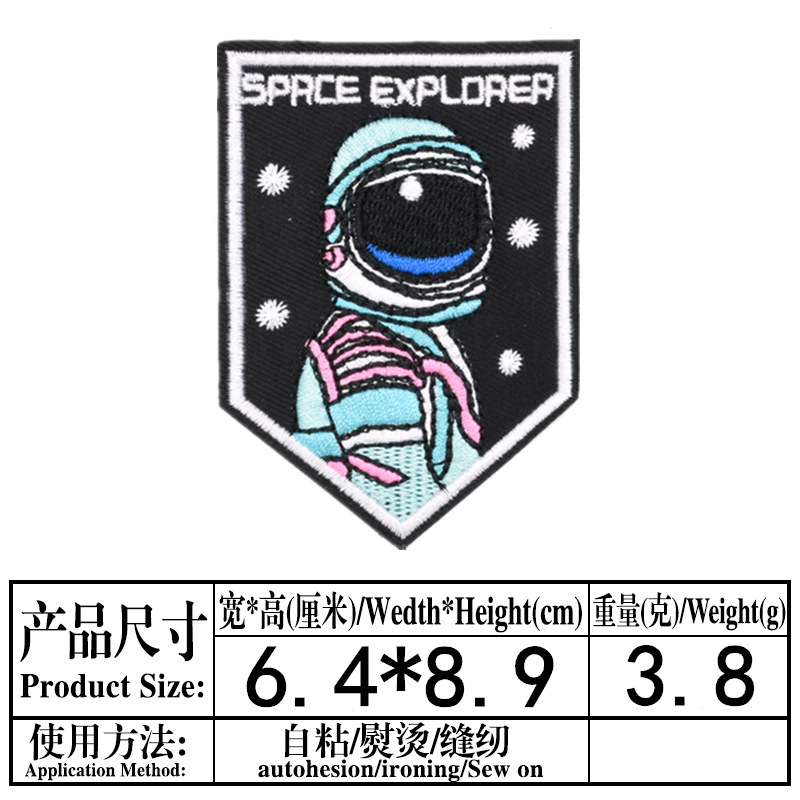 SPACE EXPLORER
产品尺寸
Product Size:
宽*高(厘米)/Wedth*Height(cm)
重量(克)/Weight(g)
6.4*8.9
3.8
使用方法:
Application Method:
自粘/熨烫/缝纫
autohesion/ironing/Sew on